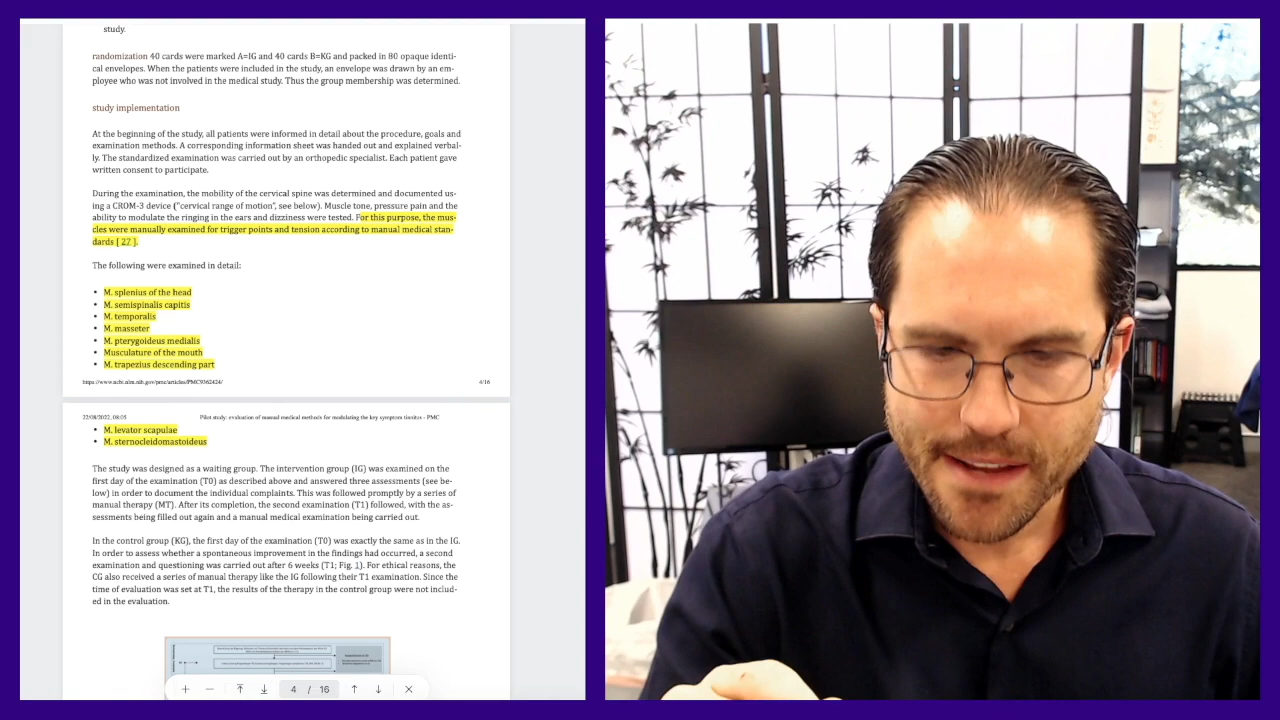 study.
randomization 40 cards were marked A=IG and 40 cards B=KG and packed in 80 opaque identi-
cal envelopes. When the patients were included in the study, an envelope was drawn by an em-
ployee who was not involved in the medical study. Thus the group membership was determined.
study implementation
At the beginning of the study, all patients were informed in detail about the procedure, goals and
examination methods. A corresponding information sheet was handed out and explained verbal-
ly. The standardized examination was carried out by an orthopedic specialist. Each patient gave
written consent to participate.
During the examination, the mobility of the cervical spine was determined and documented us-
ing a CROM-3 device ("cervical range of motion", see below). Muscle tone, pressure pain and the
ability to modulate the ringing in the ears and dizziness were tested. For this purpose, the mus-
cles were manually examined for trigger points and tension according to manual medical stan-
dards [ 27 ].
The following were examined in detail:
• M. splenius of the head
• M. semispinalis capitis
• M. temporalis
• M. masseter
• M. pterygoideus medialis
• Musculature of the mouth
• M. trapezius descending part
https://www.ncbi.nlm.nih.gov/pmc/articles/PMC9362424/ 4/16
22/08/2022, 08:05 Pilot study: evaluation of manual medical methods for modulating the key symptom tinnitus - PMC
• M. levator scapulae
• M. sternocleidomastoideus
The study was designed as a waiting group. The intervention group (IG) was examined on the
first day of the examination (T0) as described above and answered three assessments (see be-
low) in order to document the individual complaints. This was followed promptly by a series of
manual therapy (MT). After its completion, the second examination (T1) followed, with the as-
sessments being filled out again and a manual medical examination being carried out.
In the control group (KG), the first day of the examination (T0) was exactly the same as in the IG.
In order to assess whether a spontaneous improvement in the findings had occurred, a second
examination and questioning was carried out after 6 weeks (T1; Fig. 1). For ethical reasons, the
CG also received a series of manual therapy like the IG following their T1 examination. Since the
time of evaluation was set at T1, the results of the therapy in the control group were not includ-
ed in the evaluation.
4 / 16